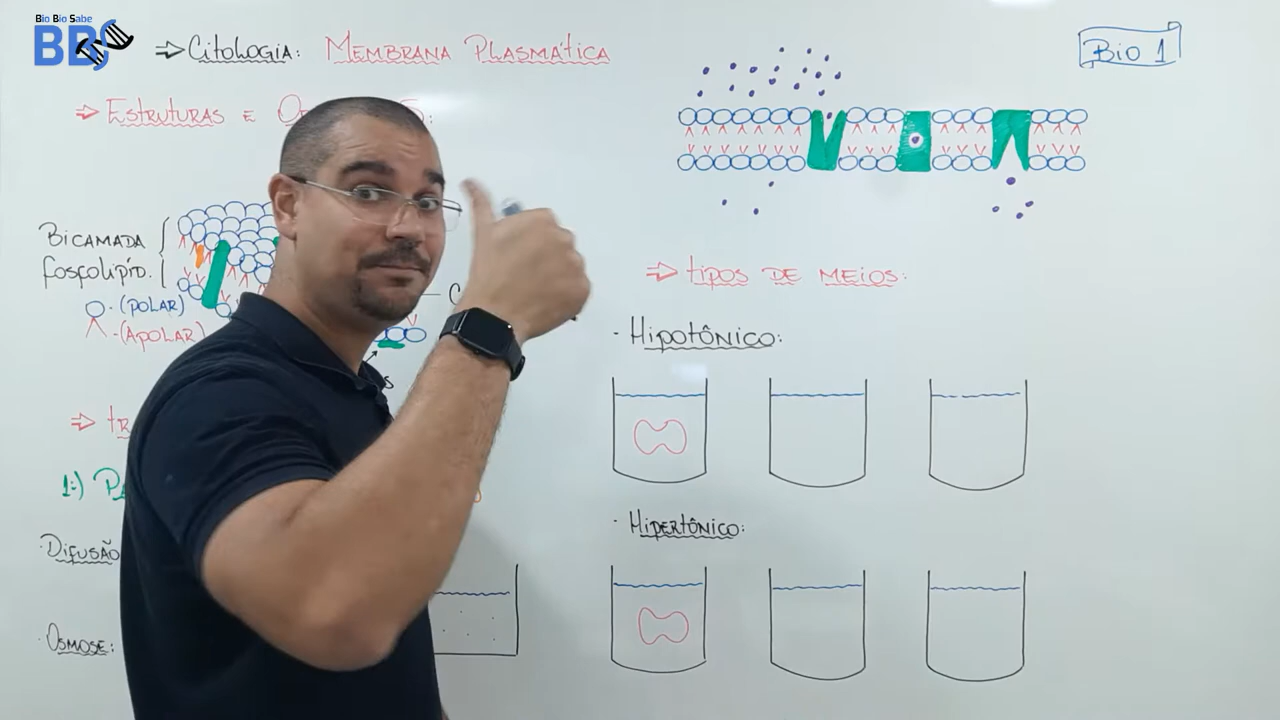 Bio Bio Sabe
BBS
⇒ Citologia: Membrana Plasmática
Bio 1
⇒ Estruturas e
Bicamada
fosfolipíd.
- (Polar)
- (Apolar)
⇒ tipos de meios:
· Hipotônico:
1:)
· Hipertônico:
· Difusão
· Osmose: